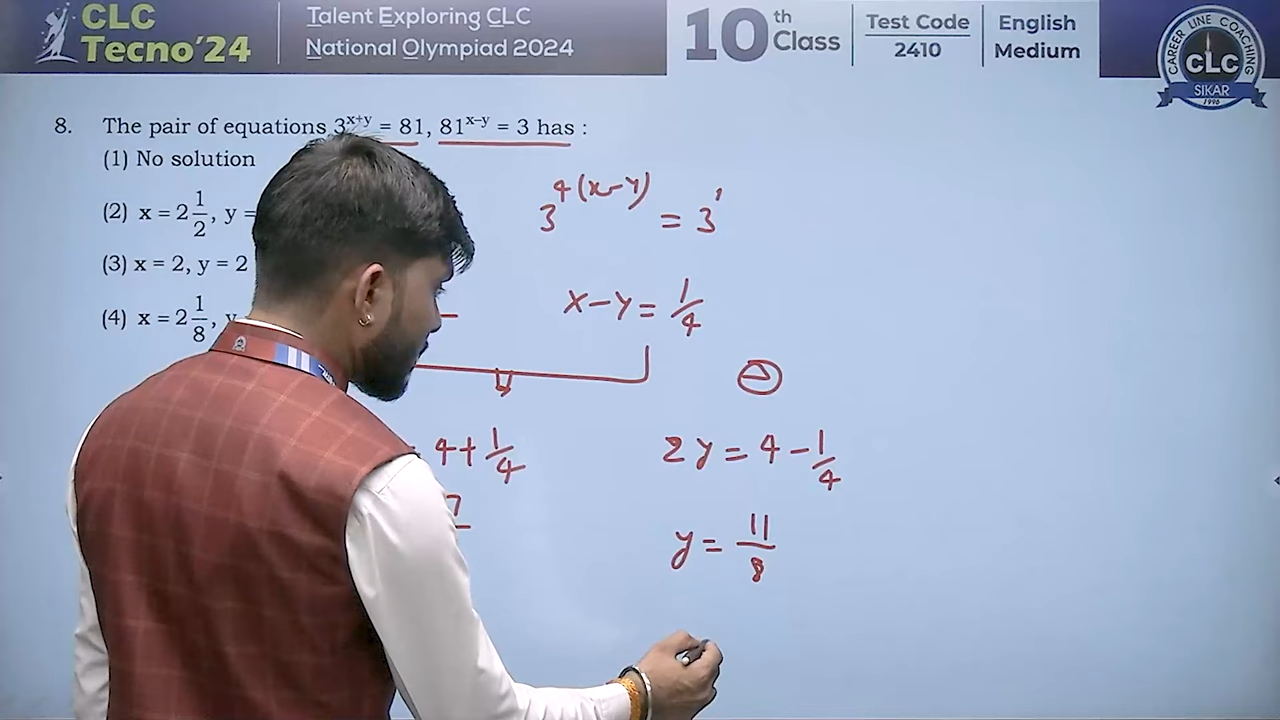 CLC
Tecno'24
Talent Exploring CLC
National Olympiad 2024
10th Class
Test Code
2410
English
Medium
CAREER LINE COACHING
CLC
SIKAR
1996
8. The pair of equations 3^{x+y} = 81, 81^{x–y} = 3 has :
(1) No solution
(2) x = 2 1/2, y =
(3) x = 2, y = 2
(4) x = 2 1/8, y
3^{4(x-y)} = 3^1
x-y = 1/4
4+ 1/4
7
2y = 4 - 1/4
y = 11/8